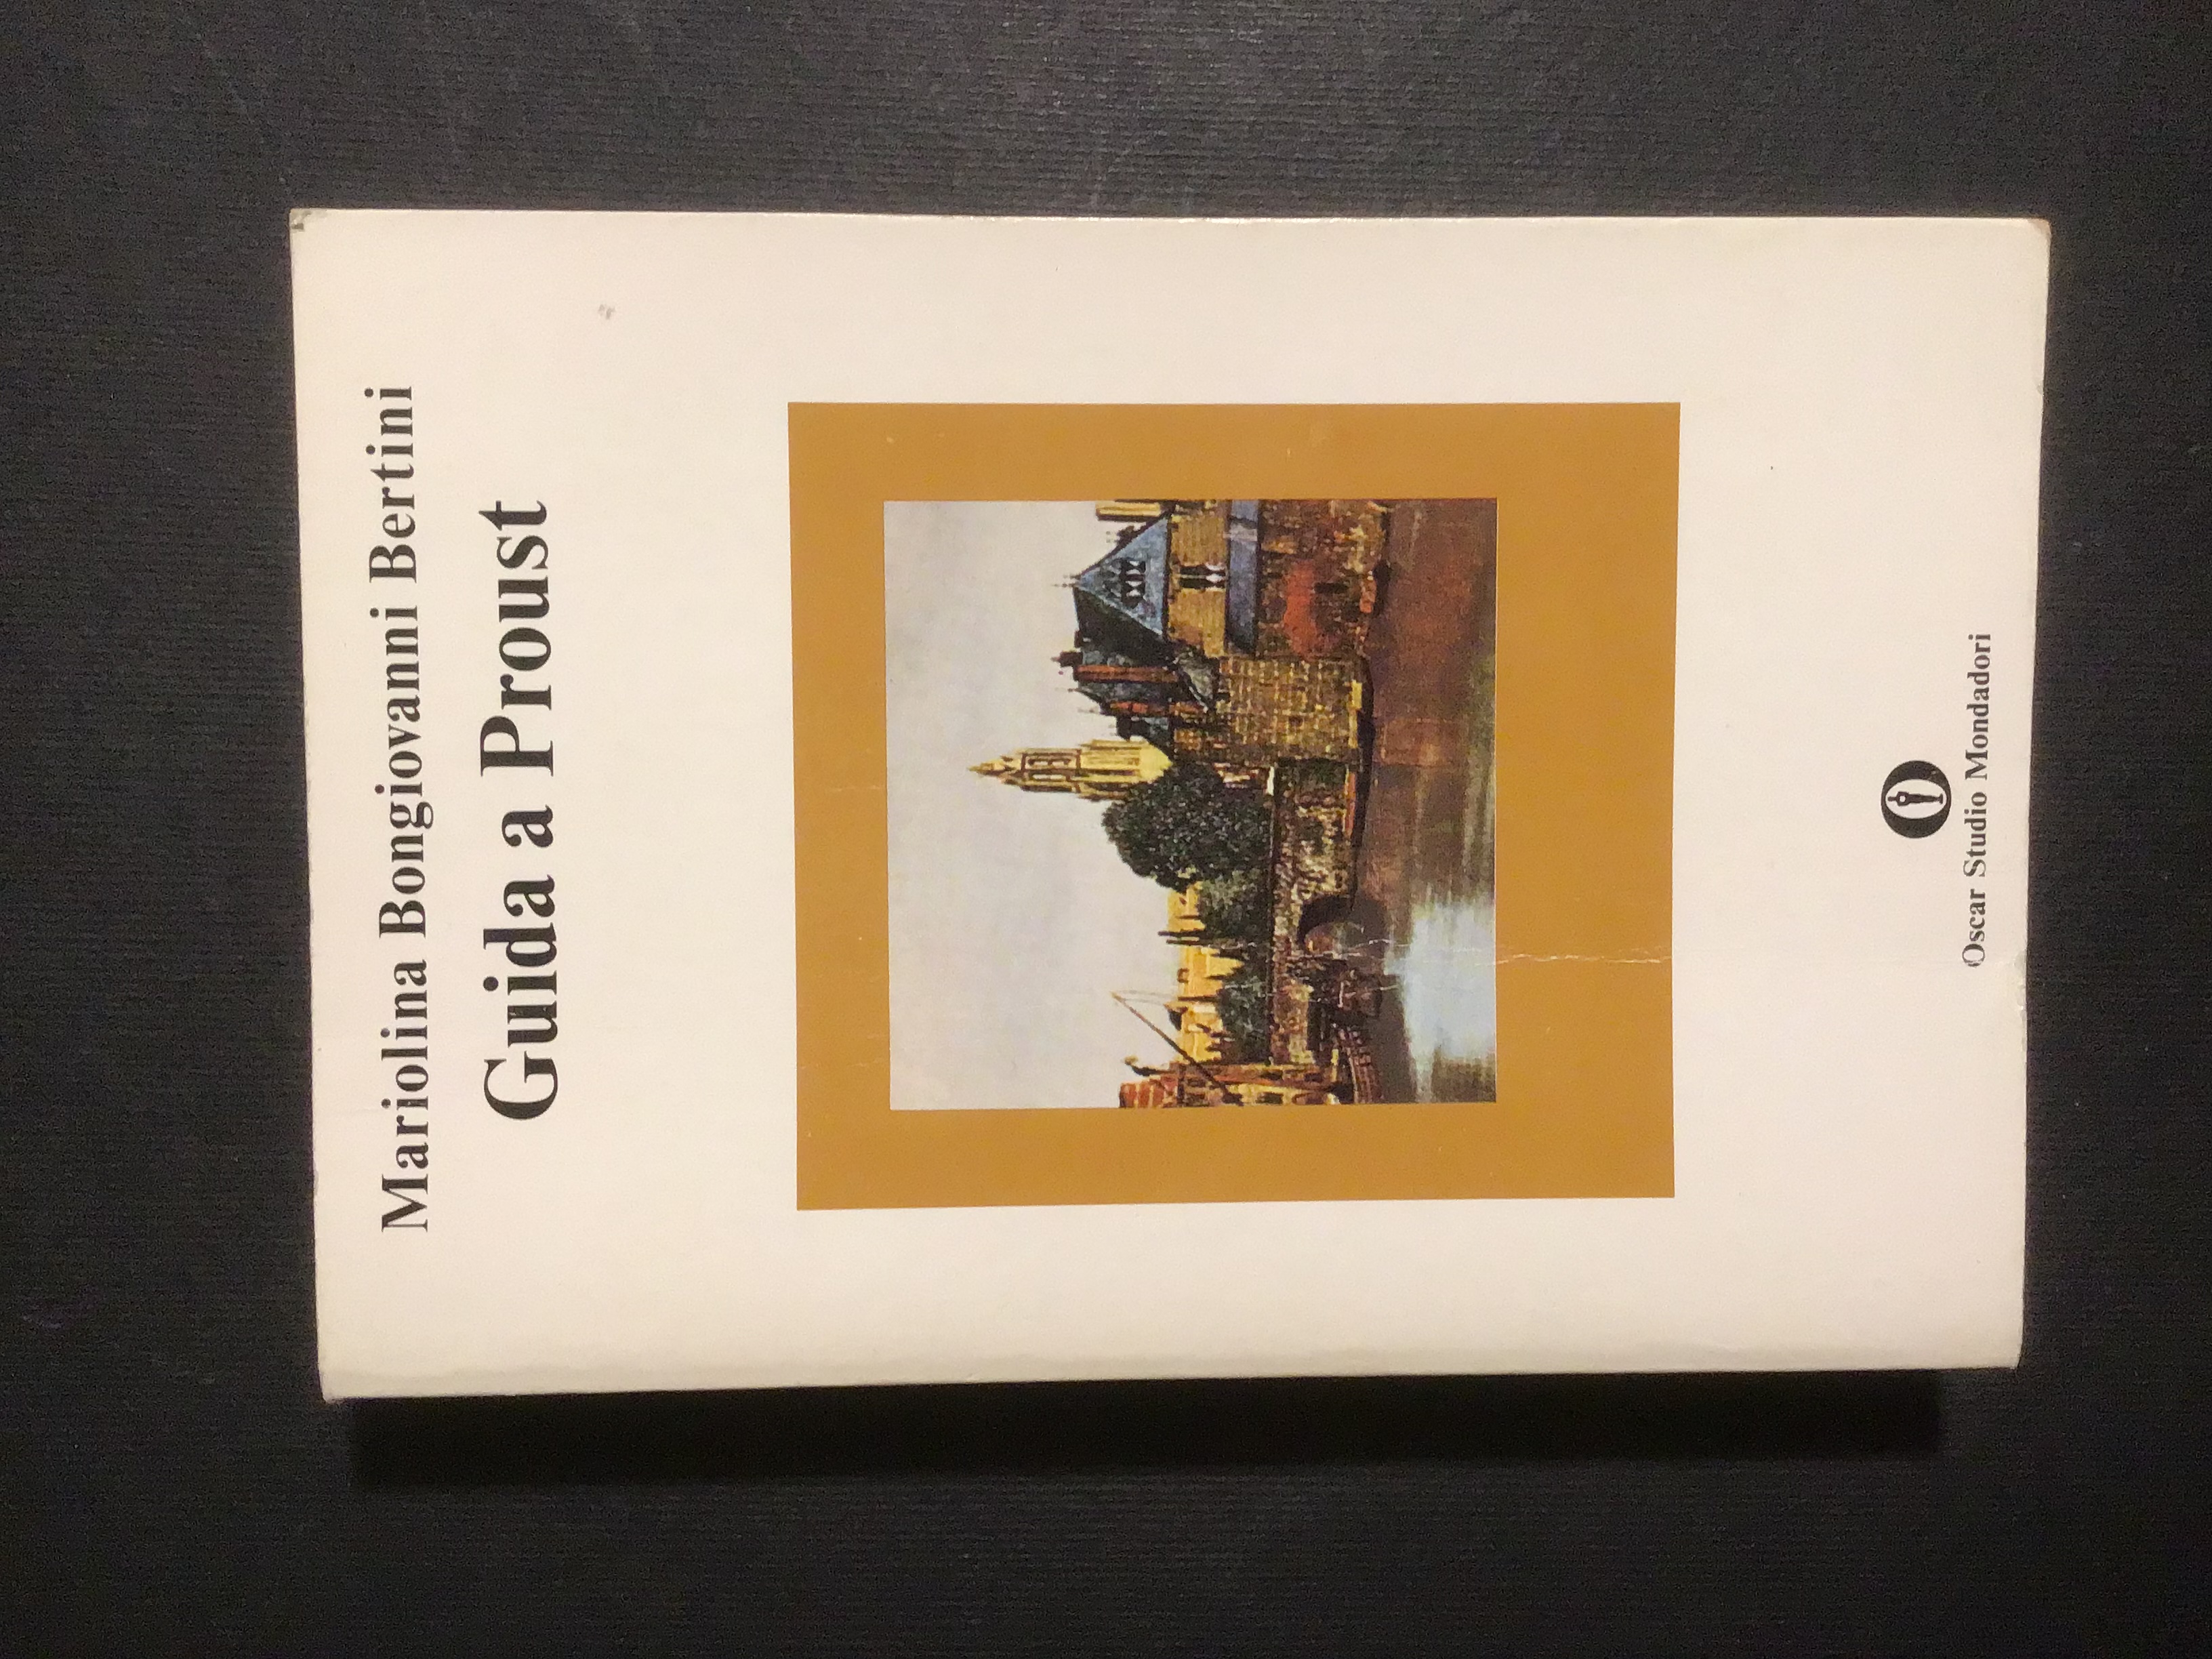 Mariolina Bongiovanni Bertini
Guida a Proust
Oscar Studio Mondadori